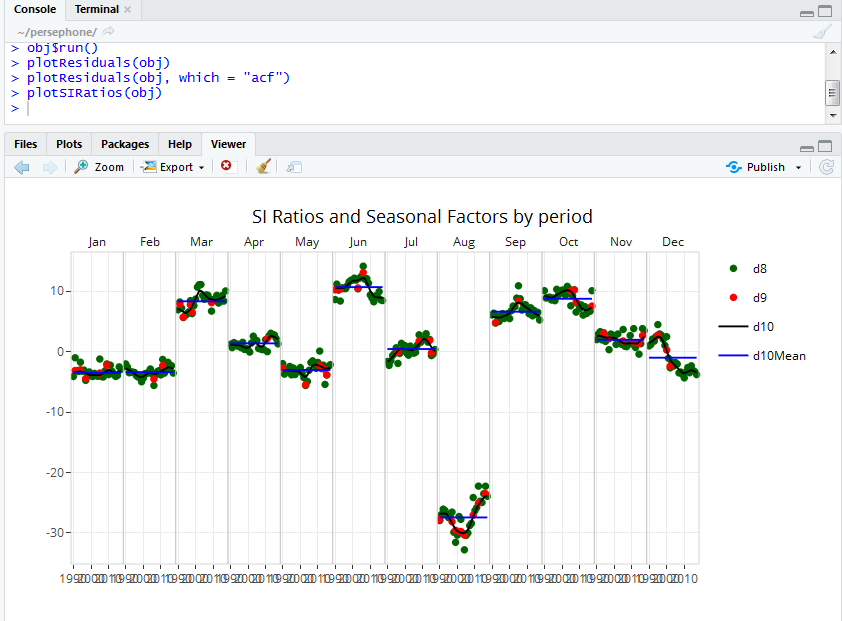 Console Terminal ×
~/persephone/
> obj$run()
> plotResiduals(obj)
> plotResiduals(obj, which = "acf")
> plotSIRatios(obj)
>
Files Plots Packages Help Viewer
Zoom Export Publish
SI Ratios and Seasonal Factors by period
Jan Feb Mar Apr May Jun Jul Aug Sep Oct Nov Dec
10
0
-10
-20
-30
d8
d9
d10
d10Mean